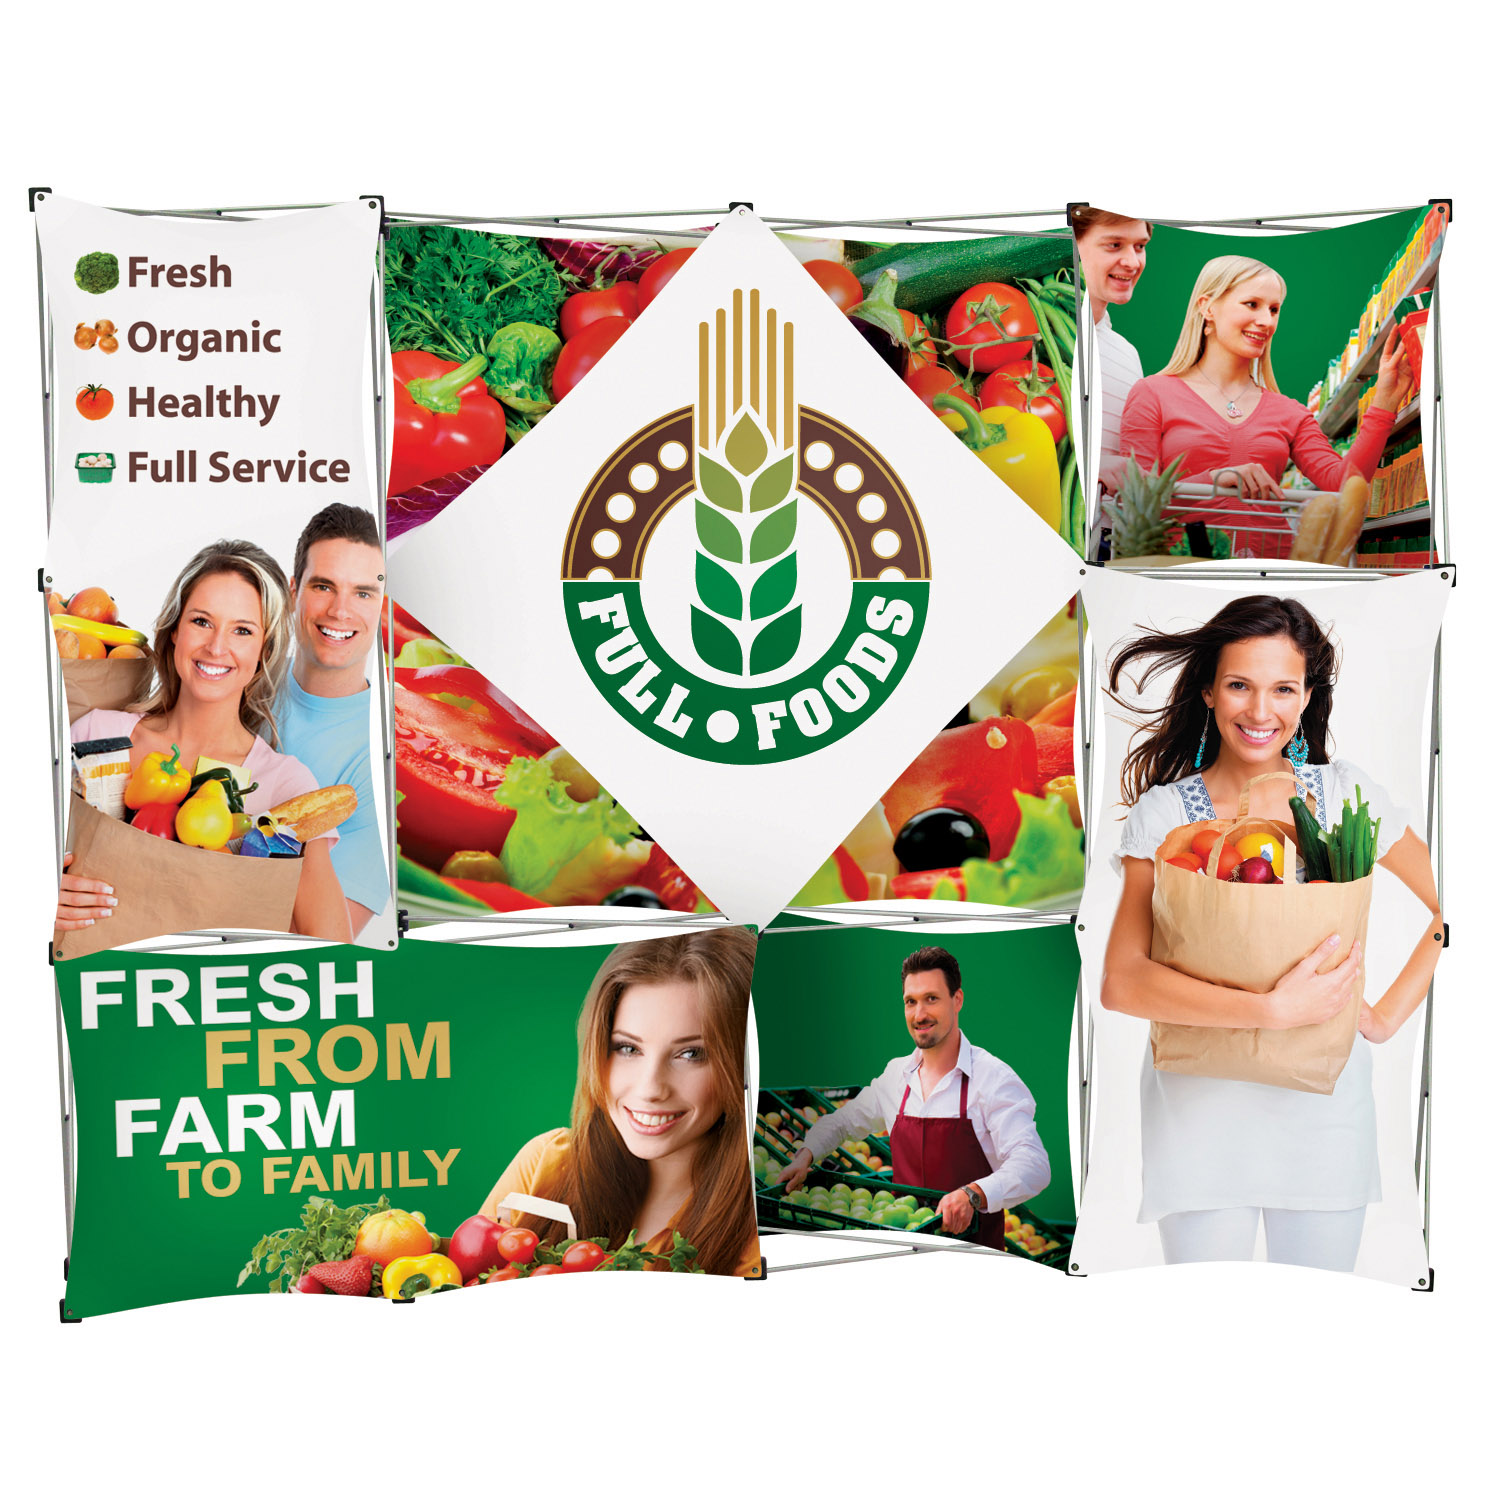 Fresh
Organic
Healthy
Full Service
FULL • FOODS
FRESH
FROM
FARM
TO FAMILY